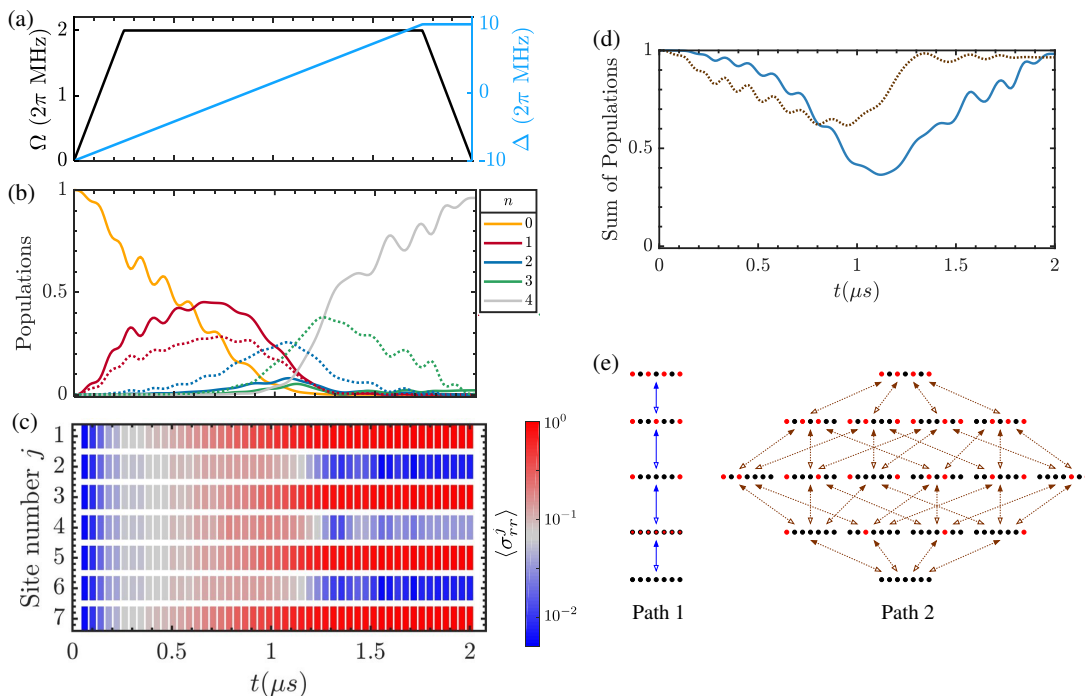 (a)
Ω (2π MHz)
2
1
0
10
0
-10
Δ (2π MHz)
(b)
Populations
1
0.5
0
n
0
1
2
3
4
(c)
Site number j
1
2
3
4
5
6
7
0
0.5
1
1.5
2
t(μs)
10⁰
10⁻¹
10⁻²
⟨σʲᵣᵣ⟩
(d)
Sum of Populations
1
0.5
0
0
0.5
1
1.5
2
t(μs)
(e)
Path 1
Path 2